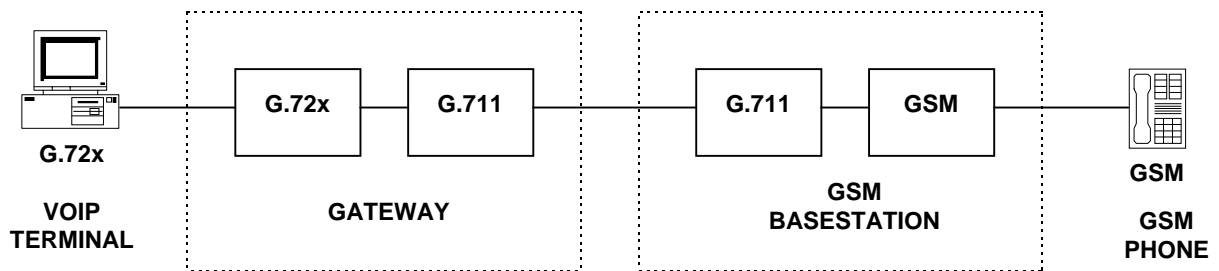 G.72x
G.711
G.711
GSM
G.72x
GSM
VOIP
TERMINAL
GATEWAY
GSM
BASESTATION
GSM
PHONE